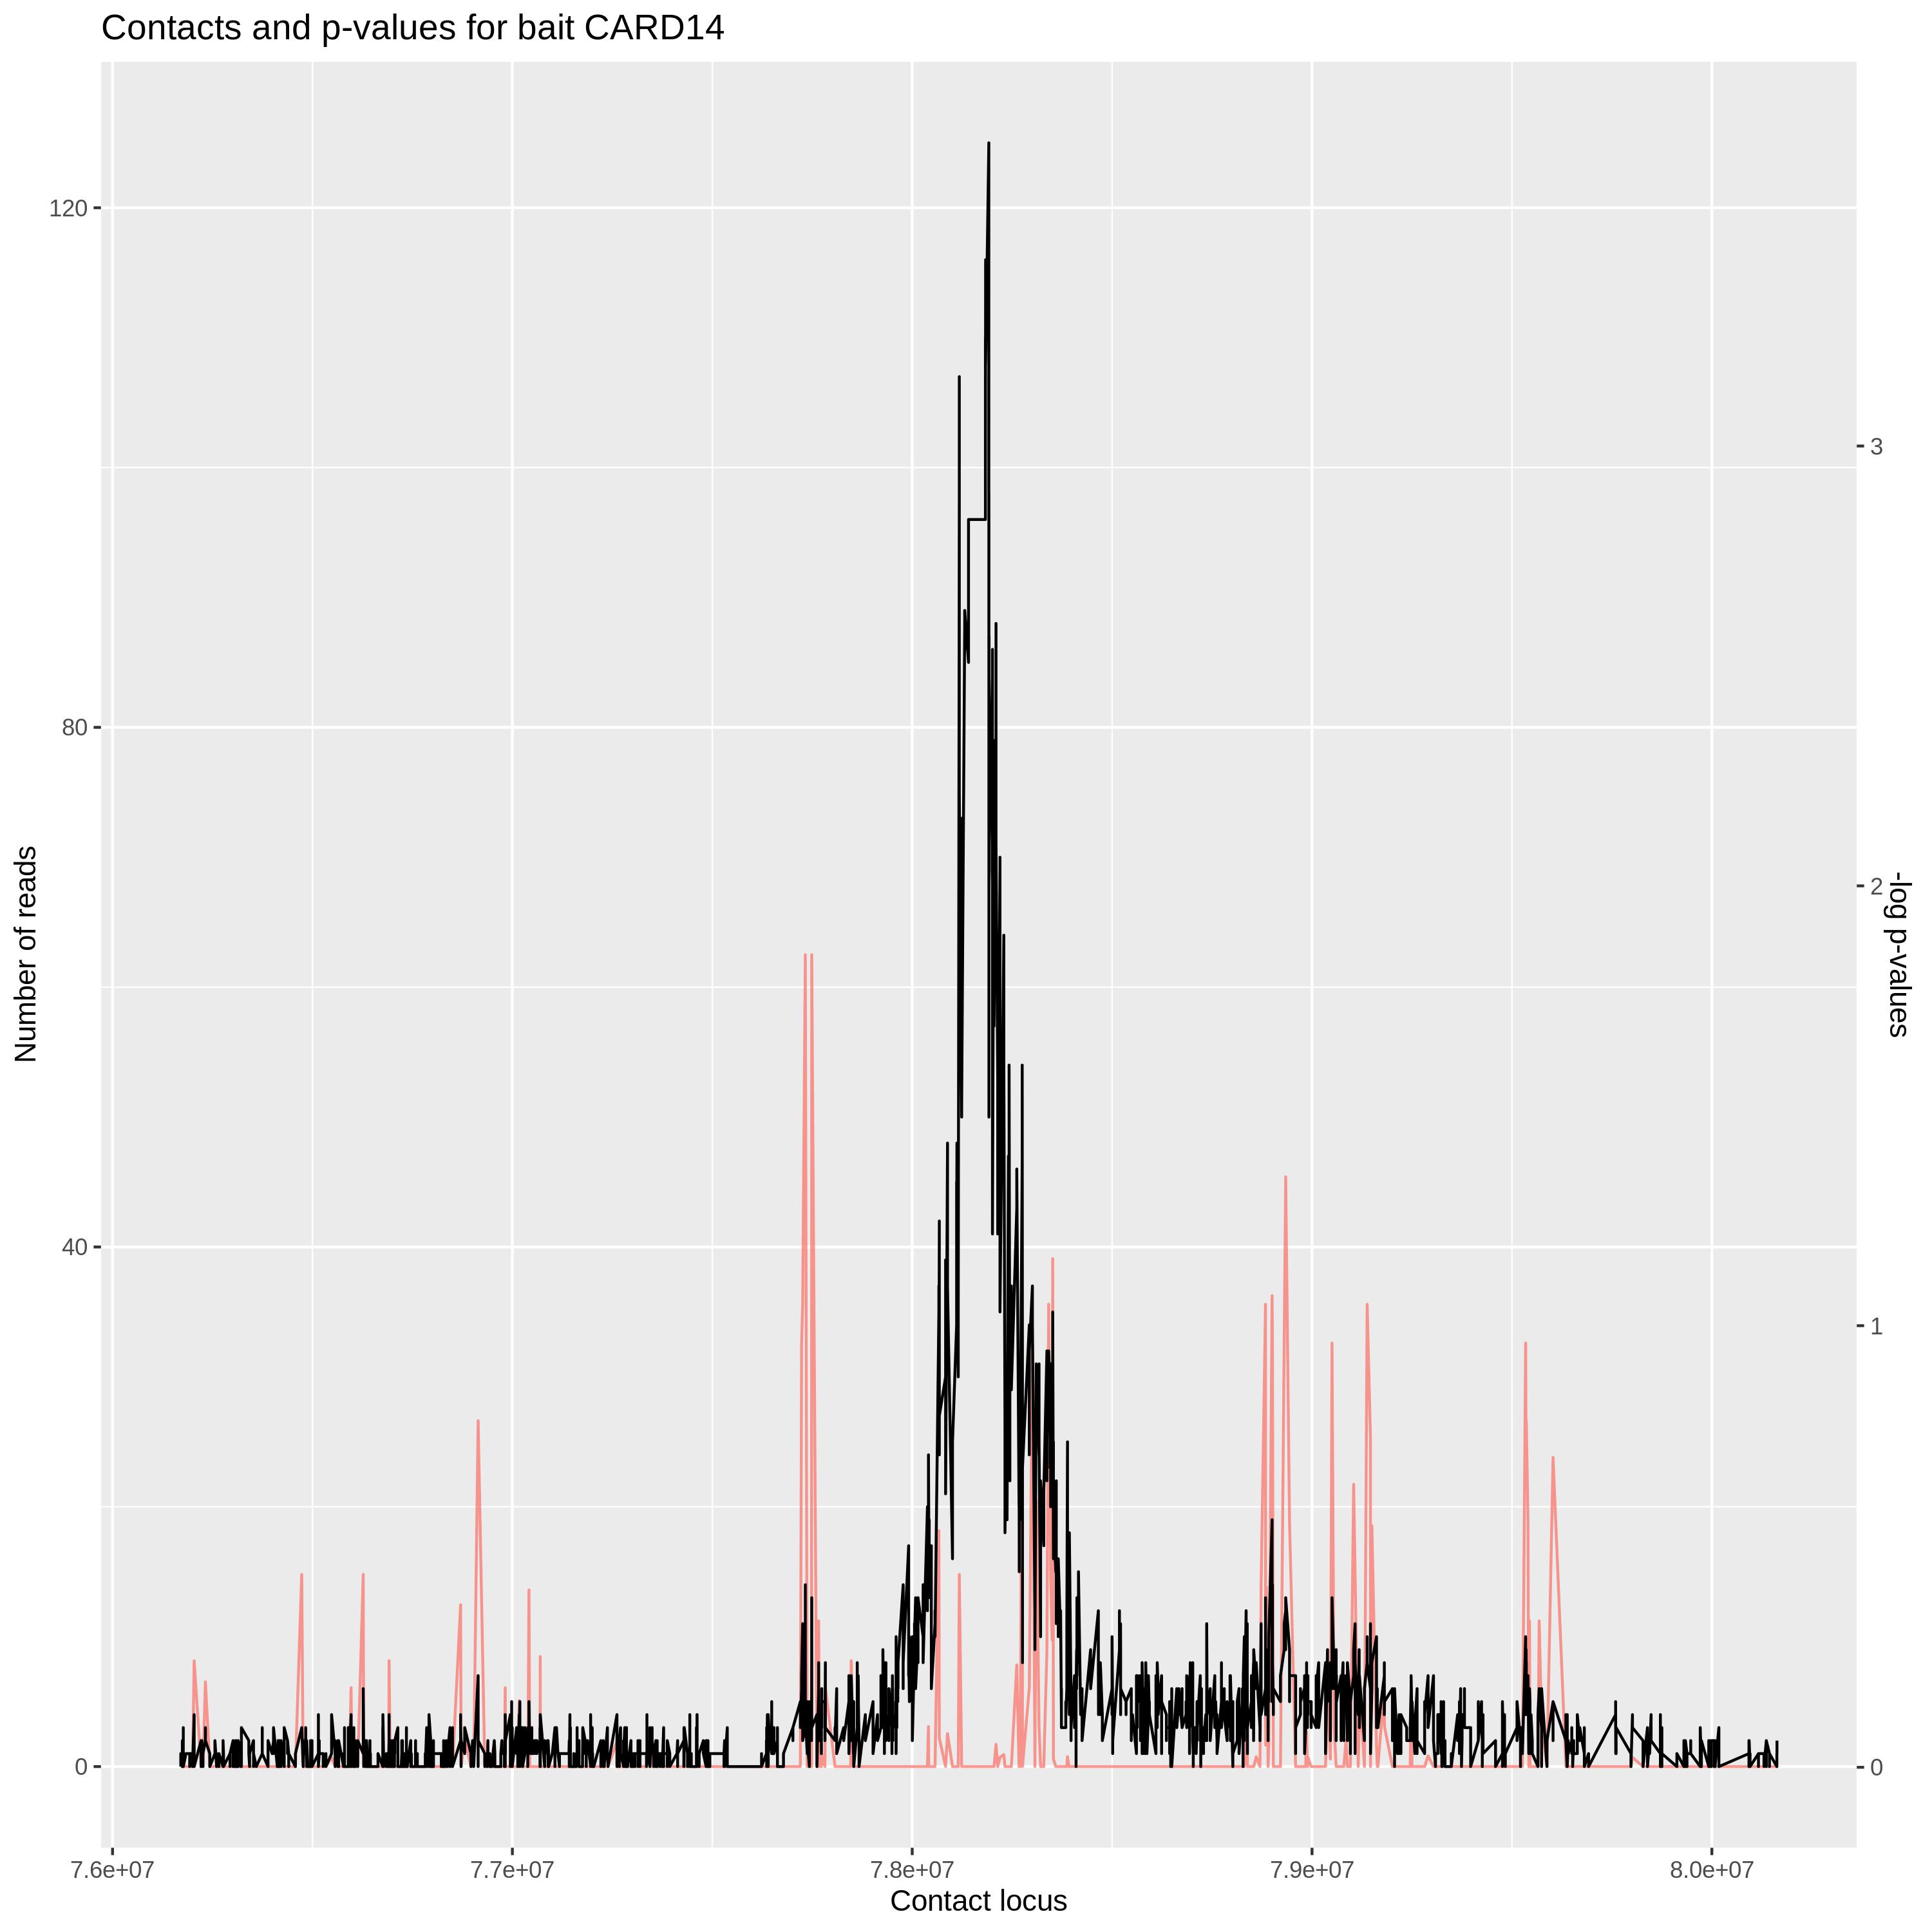 Contacts and p-values for bait CARD14
120
80
40
0
Number of reads
3
2
1
0
-log p-values
7.6e+07 7.7e+07 7.8e+07 7.9e+07 8.0e+07
Contact locus